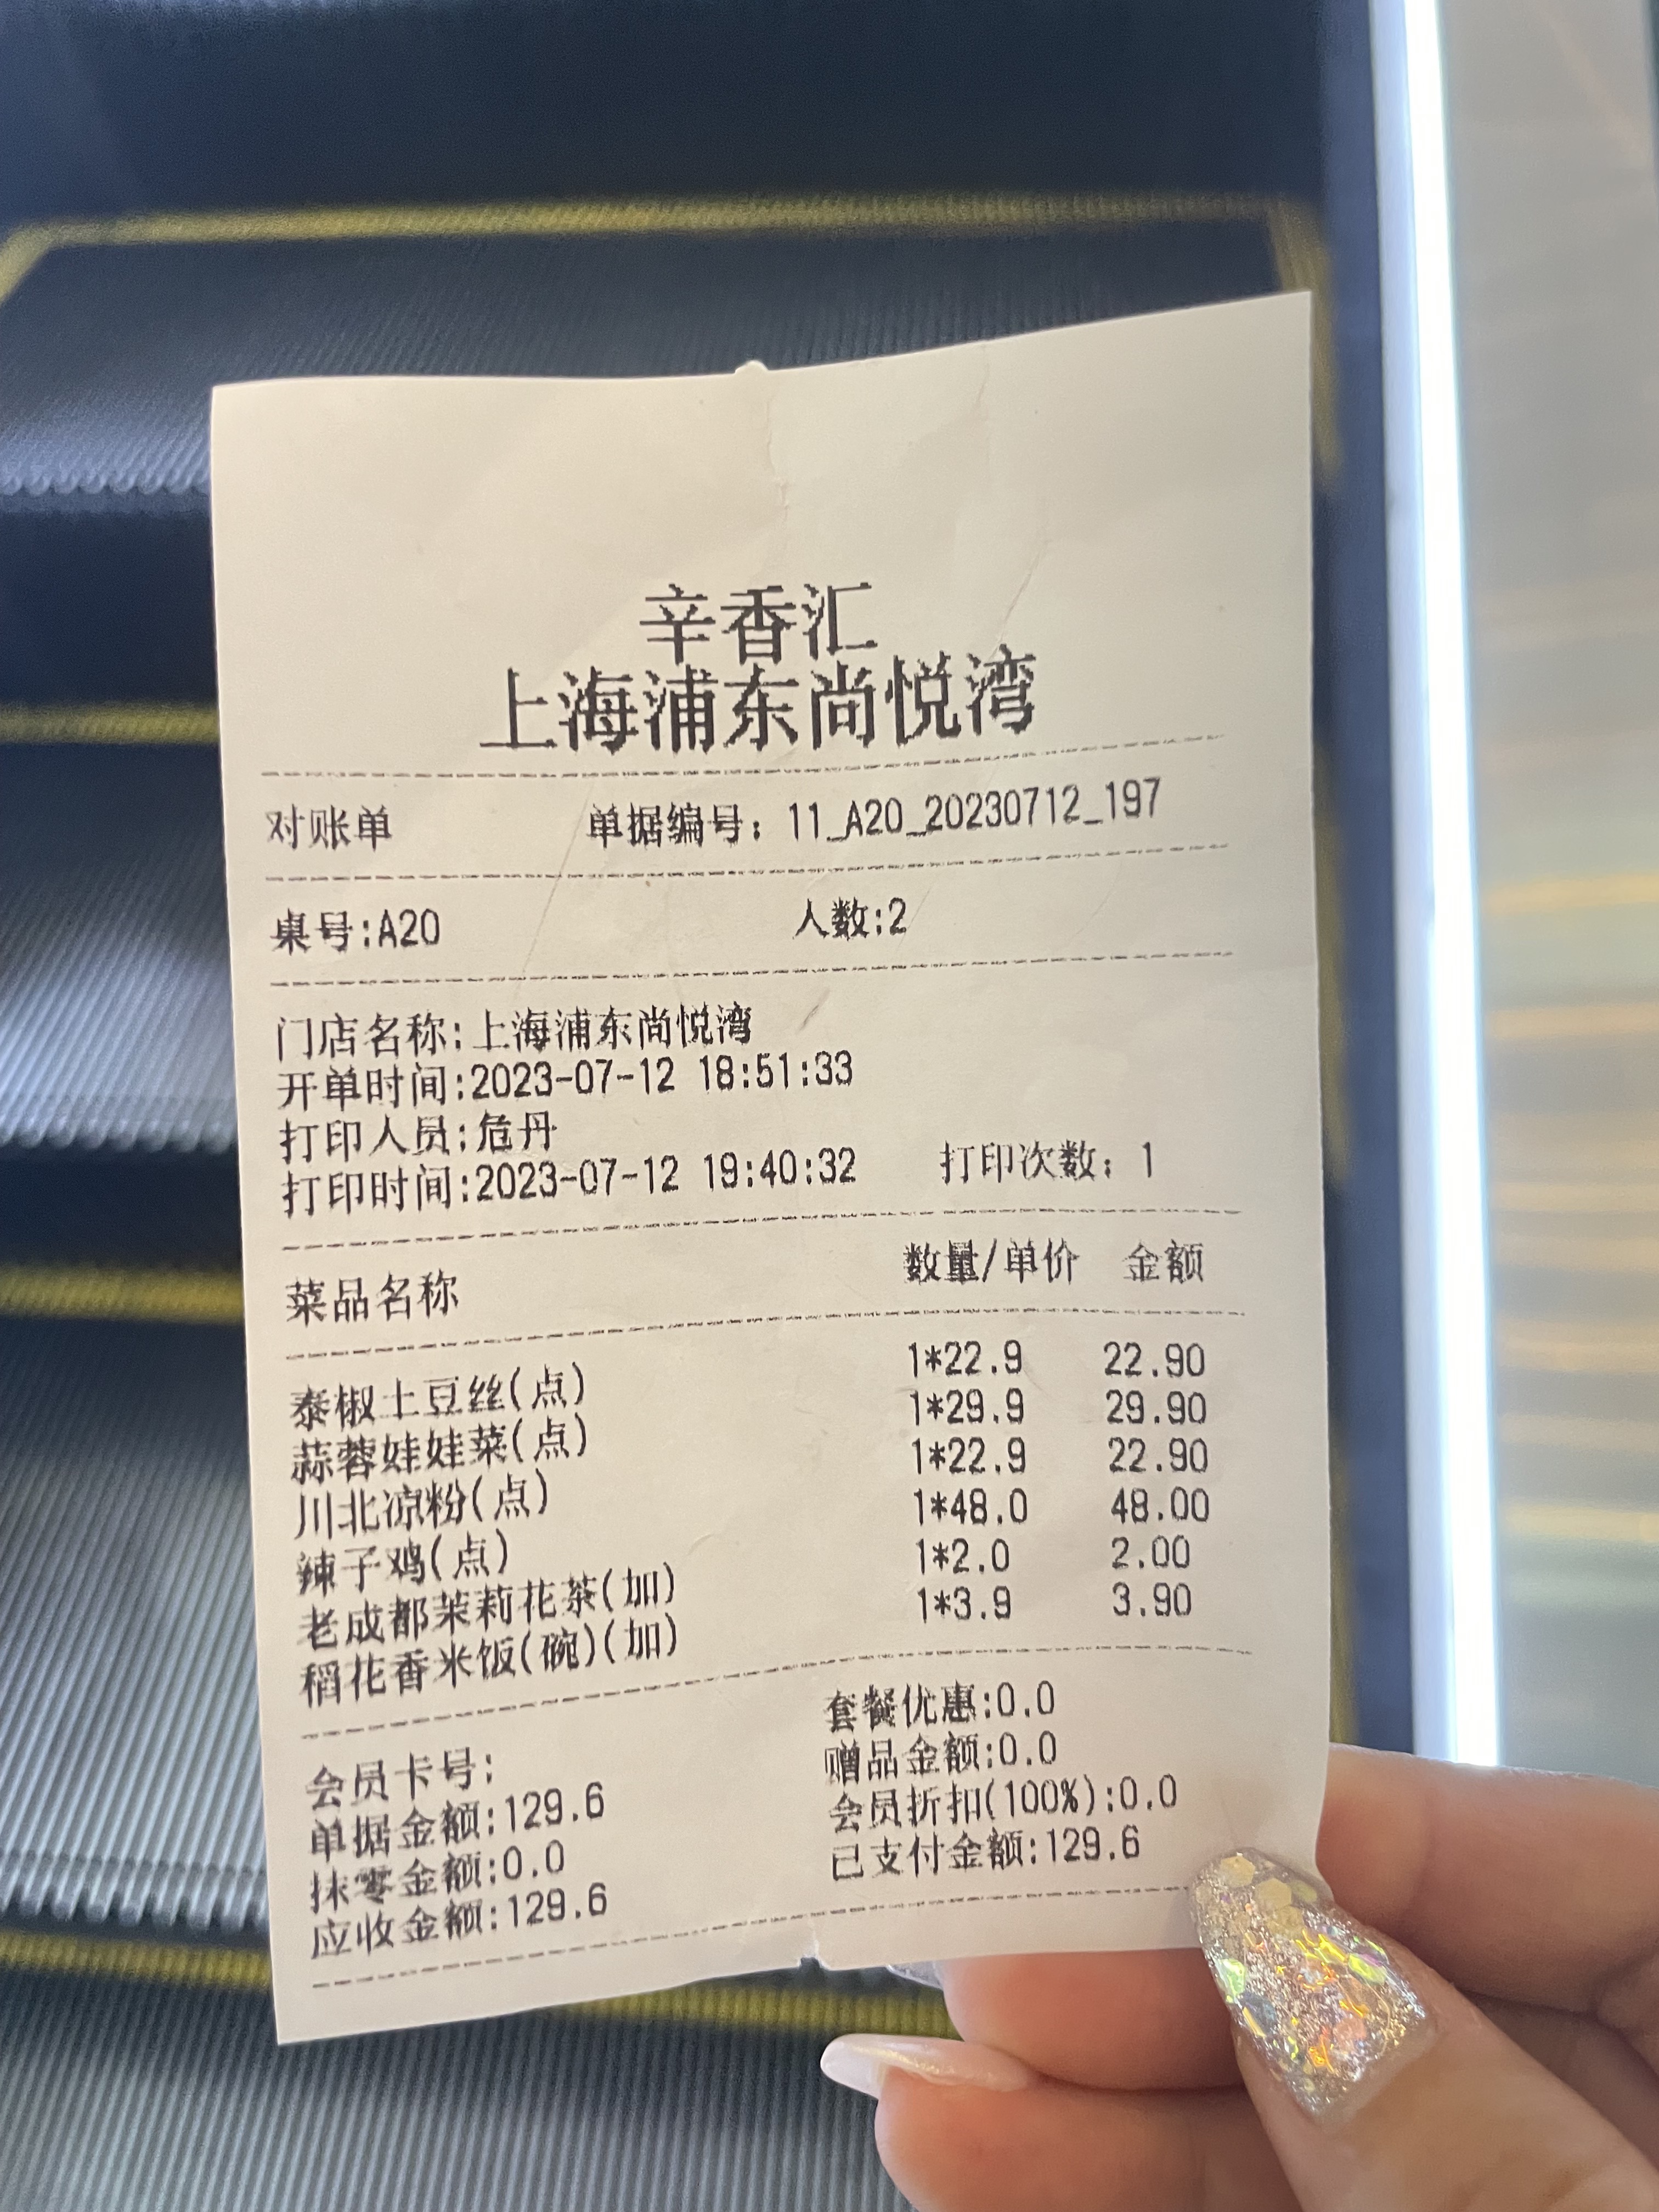 辛香汇
上海浦东尚悦湾
对账单 单据编号：11_A20_20230712_197
桌号:A20 人数:2
门店名称:上海浦东尚悦湾
开单时间:2023-07-12 18:51:33
打印人员:危丹
打印时间:2023-07-12 19:40:32 打印次数：1
菜品名称 数量/单价 金额
泰椒土豆丝(点) 1*22.9 22.90
蒜蓉娃娃菜(点) 1*29.9 29.90
川北凉粉(点) 1*22.9 22.90
辣子鸡(点) 1*48.0 48.00
老成都茉莉花茶(加) 1*2.0 2.00
稻花香米饭(碗)(加) 1*3.9 3.90
会员卡号: 套餐优惠:0.0
单据金额:129.6 赠品金额:0.0
抹零金额:0.0 会员折扣(100%):0.0
应收金额:129.6 已支付金额:129.6